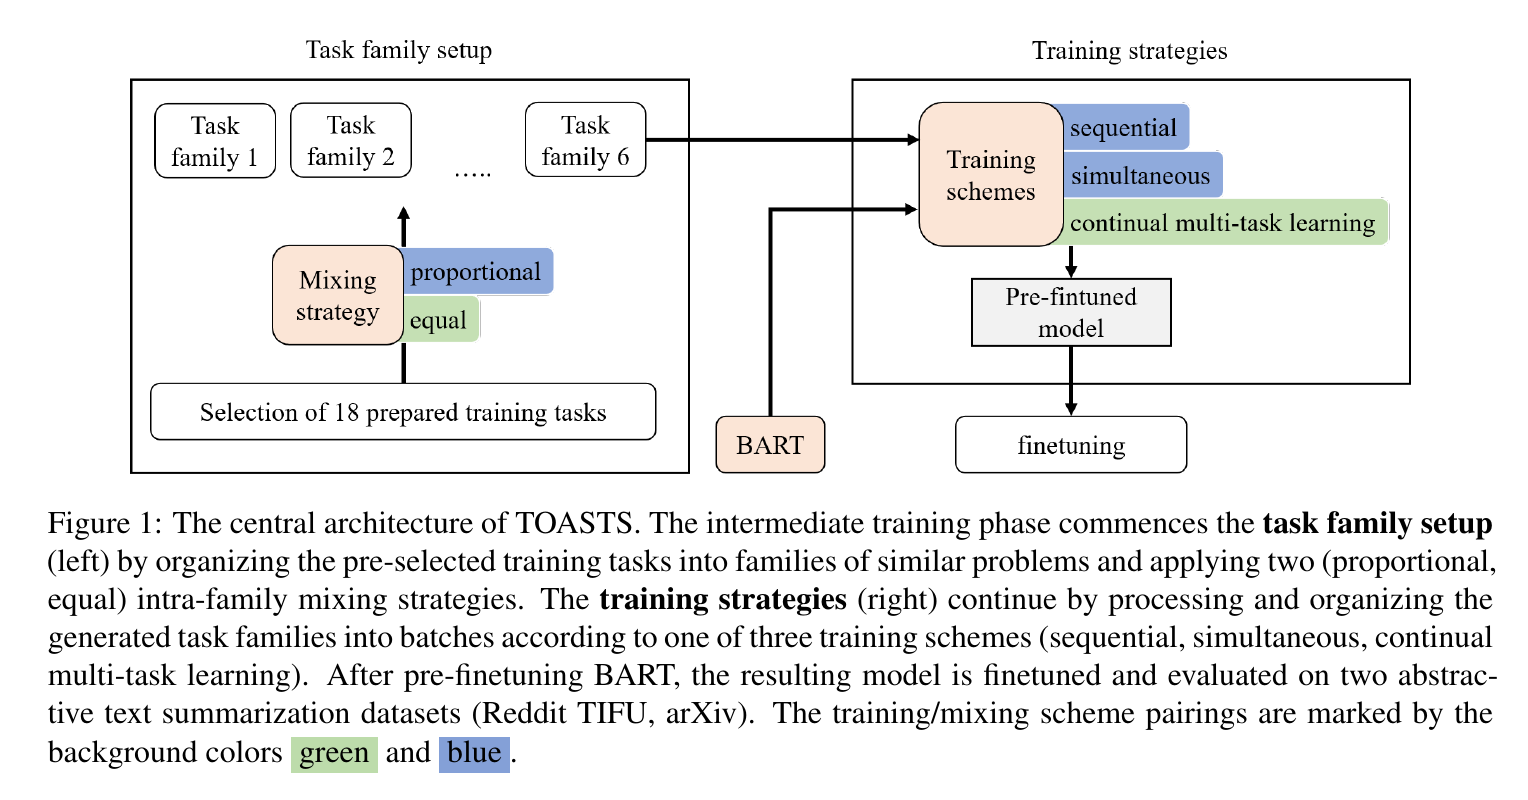 Task family setup
Training strategies
Task
family 1
Task
family 2
.....
Task
family 6
Mixing
strategy
proportional
equal
Selection of 18 prepared training tasks
Training
schemes
sequential
simultaneous
continual multi-task learning
Pre-fintuned
model
BART
finetuning
Figure 1: The central architecture of TOASTS. The intermediate training phase commences the task family setup
(left) by organizing the pre-selected training tasks into families of similar problems and applying two (proportional,
equal) intra-family mixing strategies. The training strategies (right) continue by processing and organizing the
generated task families into batches according to one of three training schemes (sequential, simultaneous, continual
multi-task learning). After pre-finetuning BART, the resulting model is finetuned and evaluated on two abstrac-
tive text summarization datasets (Reddit TIFU, arXiv). The training/mixing scheme pairings are marked by the
background colors green and blue.